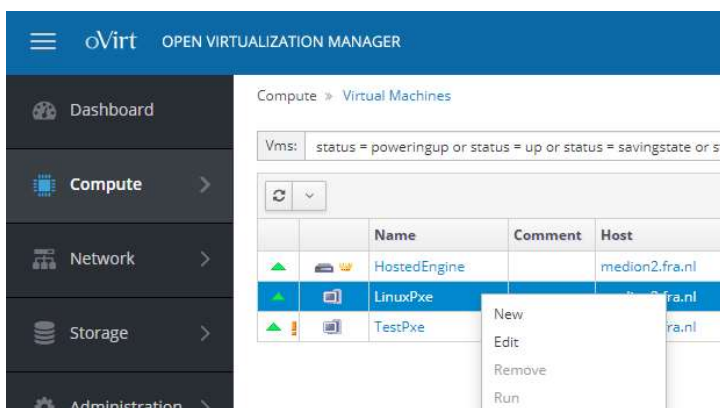 oVirt OPEN VIRTUALIZATION MANAGER
Dashboard
Compute
Network
Storage
Administration
Compute » Virtual Machines
Vms: status = poweringup or status = up or status = savingstate or s
Name Comment Host
HostedEngine medion2.fra.nl
LinuxPxe fra.nl
TestPxe fra.nl
New
Edit
Remove
Run